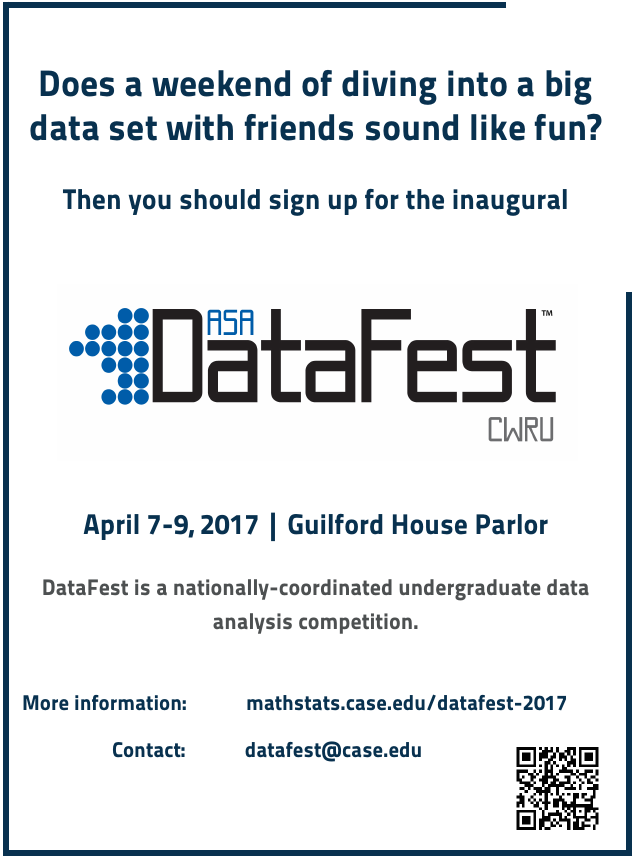 Does a weekend of diving into a big
data set with friends sound like fun?
Then you should sign up for the inaugural
ASA
DataFest™
CWRU
April 7-9, 2017 | Guilford House Parlor
DataFest is a nationally-coordinated undergraduate data
analysis competition.
More information: mathstats.case.edu/datafest-2017
Contact: datafest@case.edu